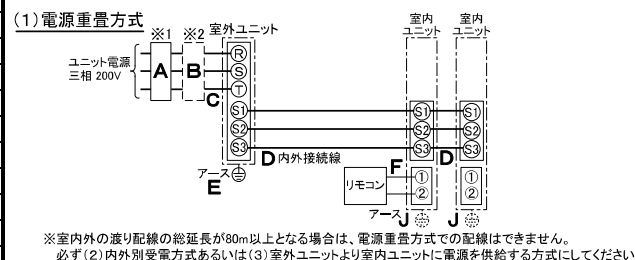 (1)電源重畳方式
※1 ※2 室外ユニット
室内ユニット
室内ユニット
ユニット電源
三相 200V
A
B
C
R
S
T
S1
S2
S3
S1
S2
S3
S1
S2
S3
D 内外接続線
D
アース
E
F
リモコン
①
②
①
②
アース J
J
※室内外の渡り配線の総延長が80m以上となる場合は、電源重畳方式での配線はできません。
必ず(2)内外別受電方式あるいは(3)室外ユニットより室内ユニットに電源を供給する方式にしてください